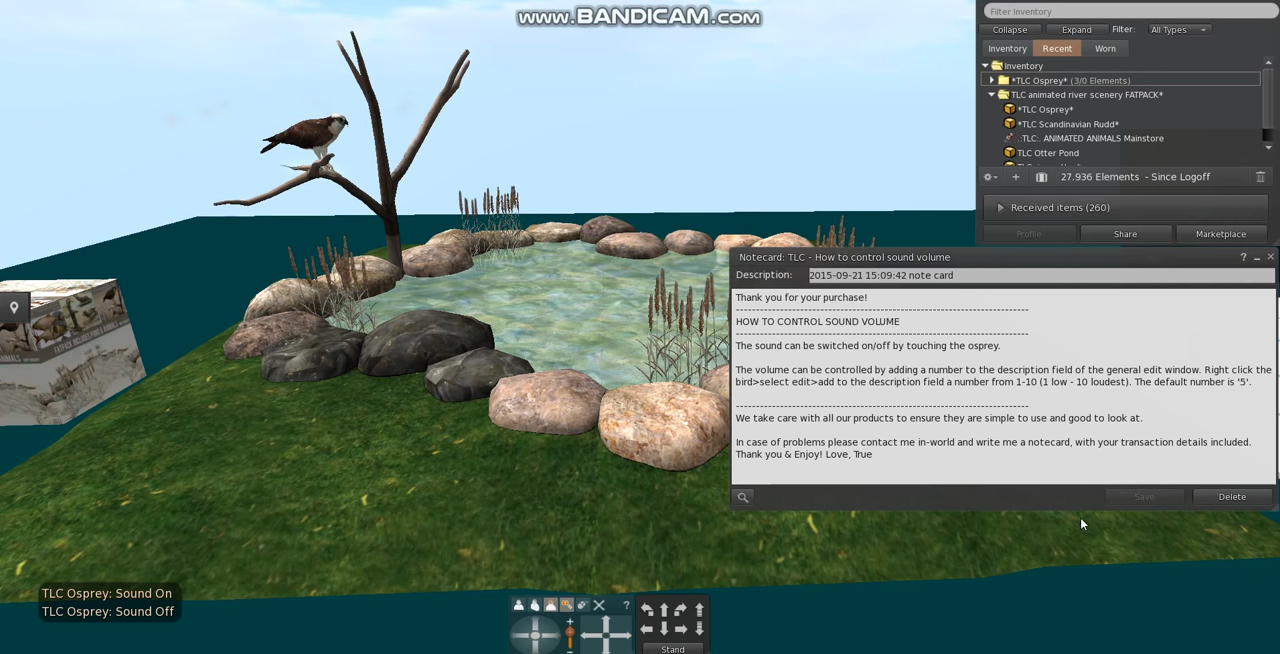 www.BANDICAM.com
Filter Inventory
Collapse Expand Filter: All Types
Inventory Recent Worn
Inventory
*TLC Osprey* (3/0 Elements)
TLC animated river scenery FATPACK*
*TLC Osprey*
*TLC Scandinavian Rudd*
.:TLC:. ANIMATED ANIMALS Mainstore
TLC Otter Pond
27.936 Elements - Since Logoff
Received items (260)
Profile Share Marketplace
Notecard: TLC - How to control sound volume
Description: 2015-09-21 15:09:42 note card
Thank you for your purchase!
--------------------------------------------------------------------------------
HOW TO CONTROL SOUND VOLUME
--------------------------------------------------------------------------------
The sound can be switched on/off by touching the osprey.
The volume can be controlled by adding a number to the description field of the general edit window. Right click the
bird>select edit>add to the description field a number from 1-10 (1 low - 10 loudest). The default number is '5'.
--------------------------------------------------------------------------------
We take care with all our products to ensure they are simple to use and good to look at.
In case of problems please contact me in-world and write me a notecard, with your transaction details included.
Thank you & Enjoy! Love, True
Save Delete
TLC Osprey: Sound On
TLC Osprey: Sound Off
Stand